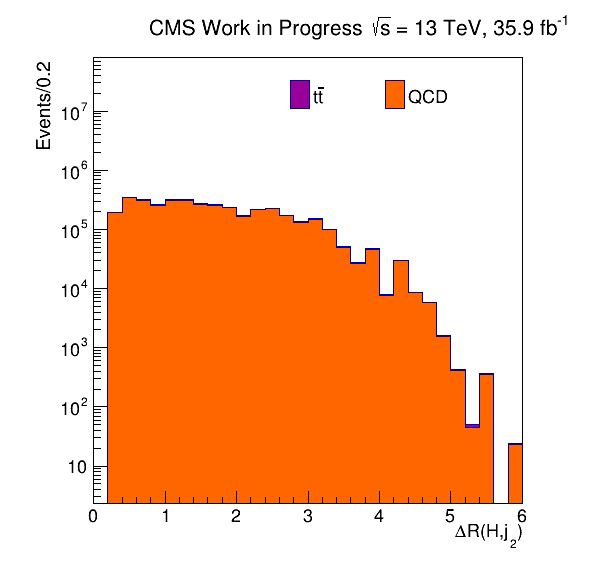 CMS Work in Progress √s = 13 TeV, 35.9 fb⁻¹
Events/0.2
tt̄ QCD
10⁷
10⁶
10⁵
10⁴
10³
10²
10
0 1 2 3 4 5 6
ΔR(H,j₂)